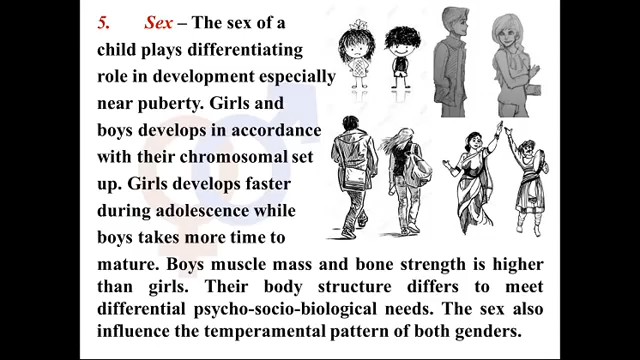 5. Sex – The sex of a
child plays differentiating
role in development especially
near puberty. Girls and
boys develops in accordance
with their chromosomal set
up. Girls develops faster
during adolescence while
boys takes more time to
mature. Boys muscle mass and bone strength is higher
than girls. Their body structure differs to meet
differential psycho-socio-biological needs. The sex also
influence the temperamental pattern of both genders.